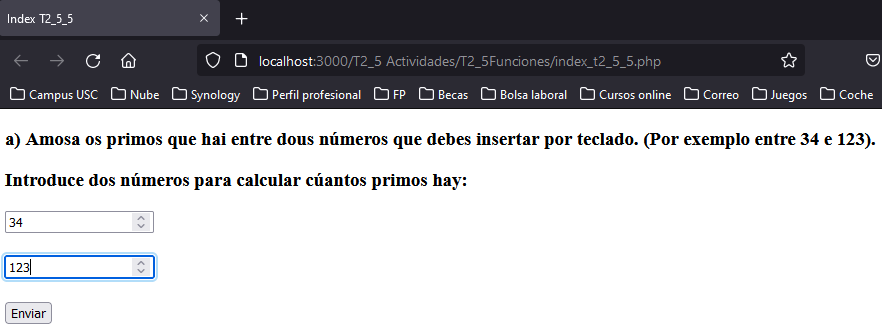 Index T2_5_5
localhost:3000/T2_5 Actividades/T2_5Funciones/index_t2_5_5.php
Campus USC Nube Synology Perfil profesional FP Becas Bolsa laboral Cursos online Correo Juegos Coche
a) Amosa os primos que hai entre dous números que debes insertar por teclado. (Por exemplo entre 34 e 123).
Introduce dos números para calcular cúantos primos hay:
34
123
Enviar